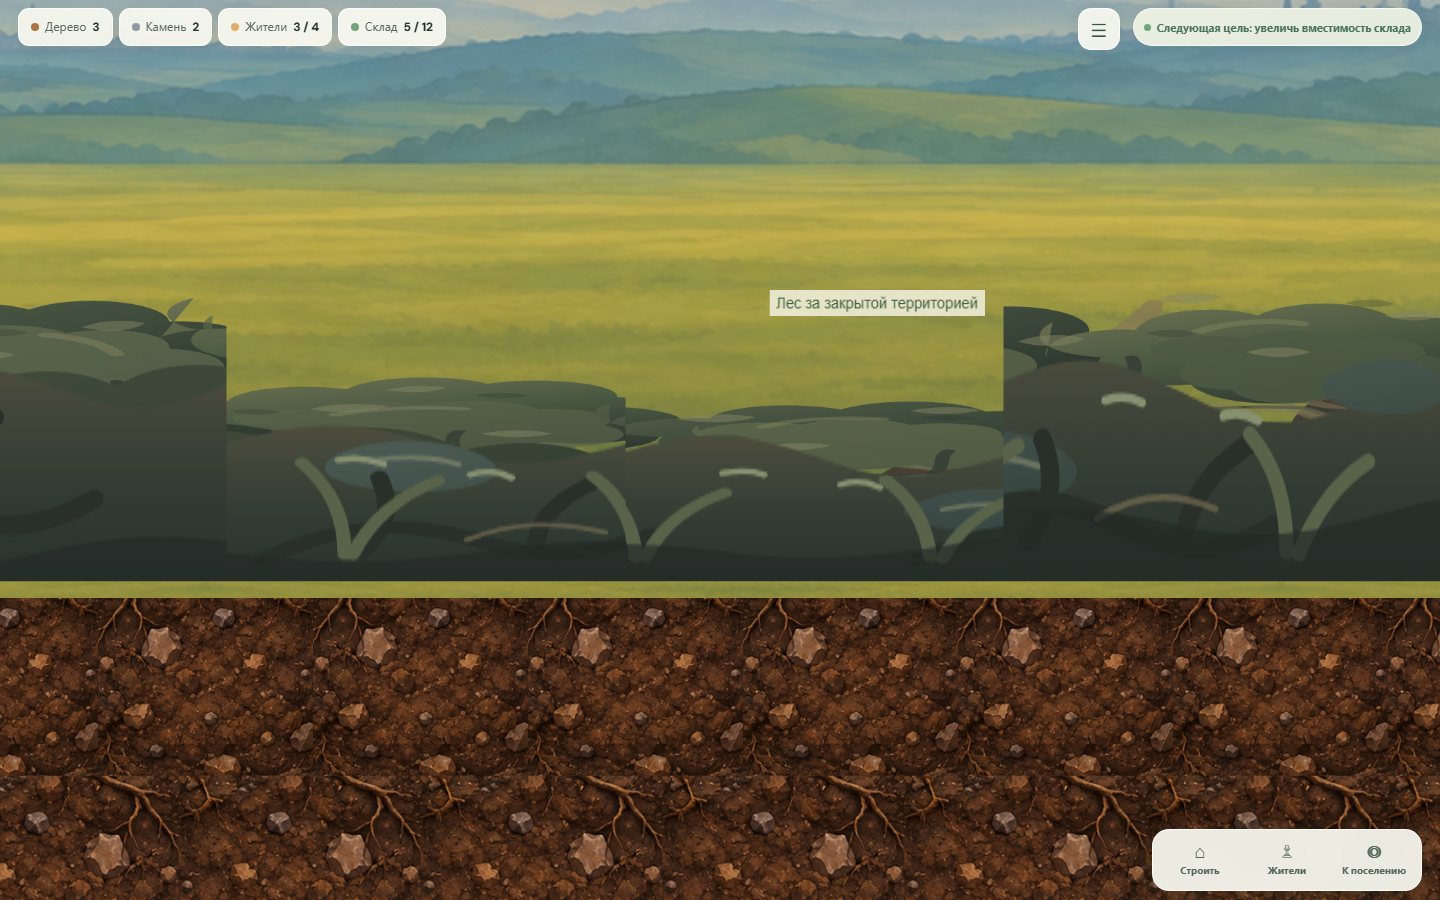 Дерево 3
Камень 2
Жители 3 / 4
Склад 5 / 12
Следующая цель: увеличь вместимость склада
Лес за закрытой территорией
Строить
Жители
К поселению